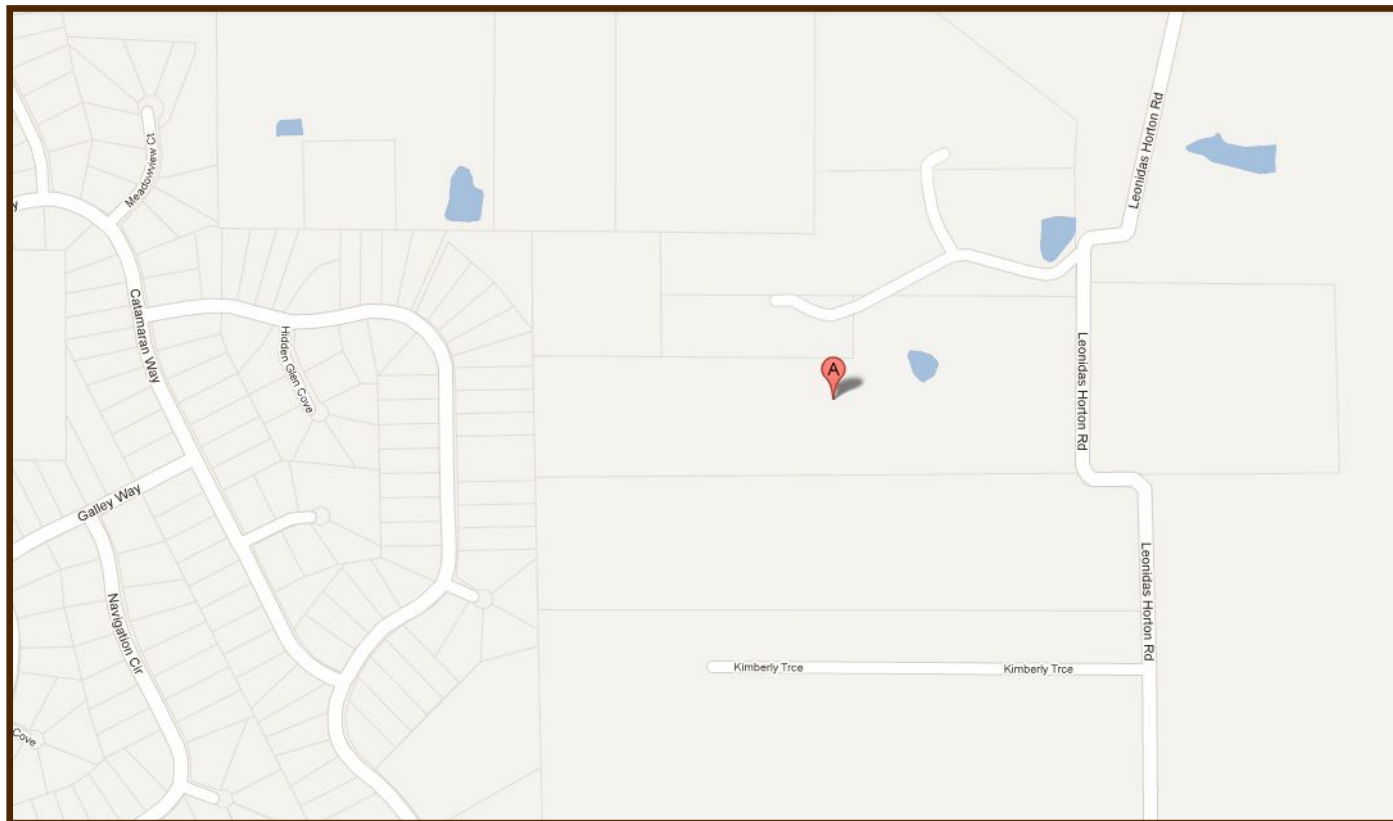 Leonidas Horton Rd
Meadowview Ct
y
Catamaran Way
Hidden Glen Cove
Leonidas Horton Rd
A
Galley Way
Navigation Cir
Leonidas Horton Rd
Kimberly Trce
Kimberly Trce
Cove